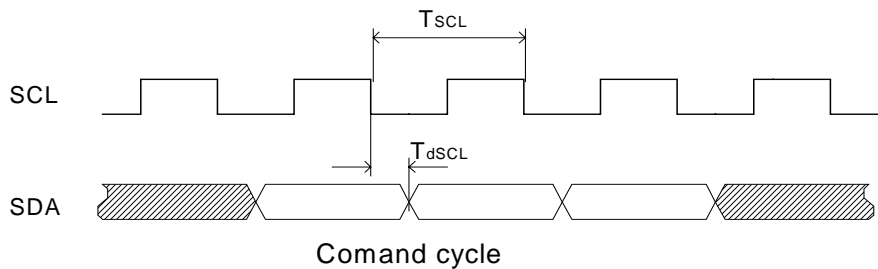 TSCL
SCL
TdSCL
SDA
Comand cycle